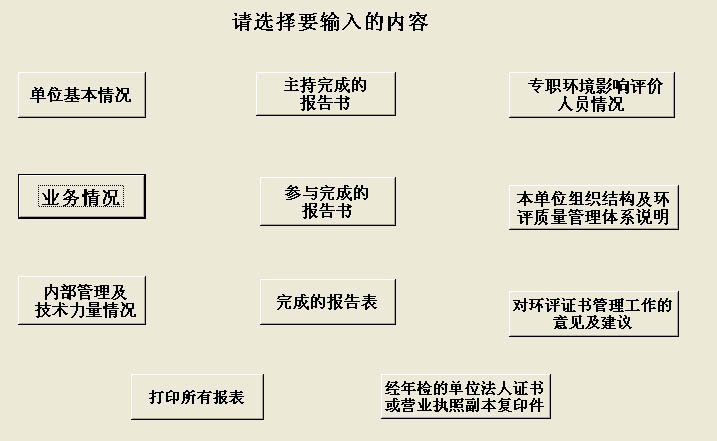 请选择要输入的内容
单位基本情况
主持完成的
报告书
专职环境影响评价
人员情况
业务情况
参与完成的
报告书
本单位组织结构及环
评质量管理体系说明
内部管理及
技术力量情况
完成的报告表
对环评证书管理工作的
意见及建议
打印所有报表
经年检的单位法人证书
或营业执照副本复印件